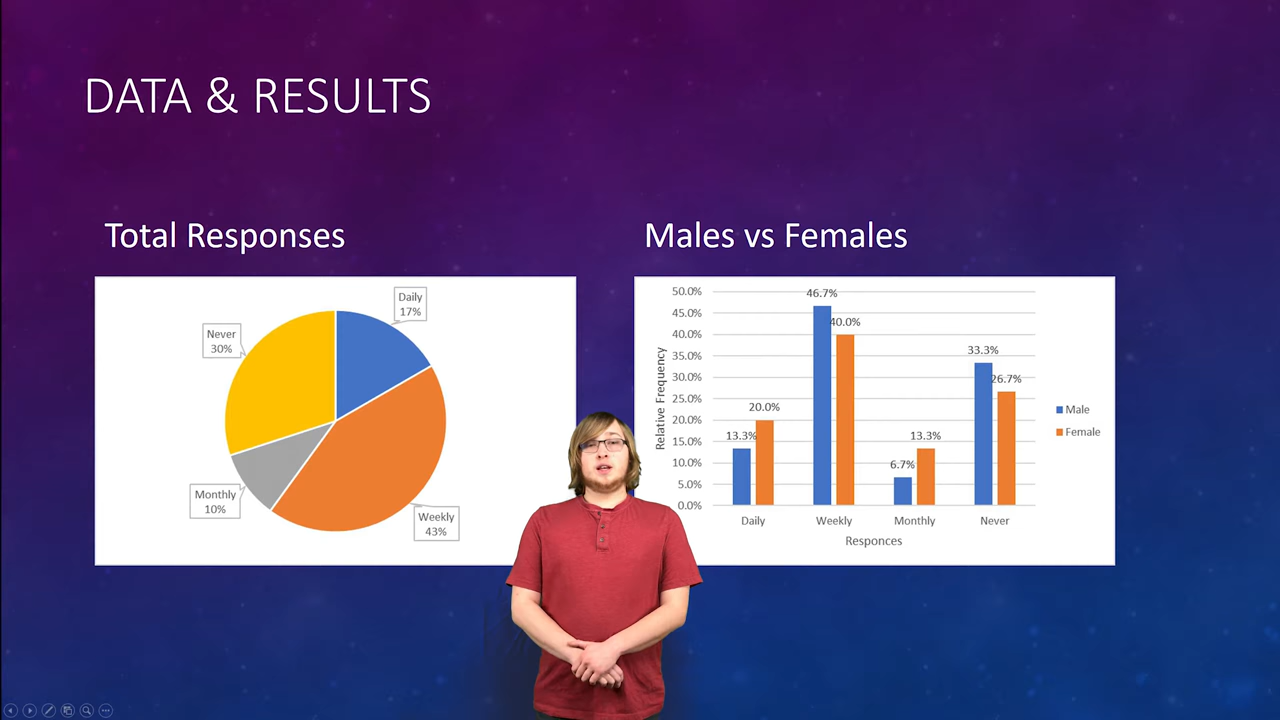 DATA & RESULTS
Total Responses
Males vs Females
Daily
17%
Never
30%
Monthly
10%
Weekly
43%
50.0%
45.0%
40.0%
35.0%
30.0%
25.0%
20.0%
15.0%
10.0%
5.0%
0.0%
Relative Frequency
46.7%
40.0%
33.3%
26.7%
20.0%
13.3%
13.3%
6.7%
Daily
Weekly
Monthly
Never
Responces
Male
Female